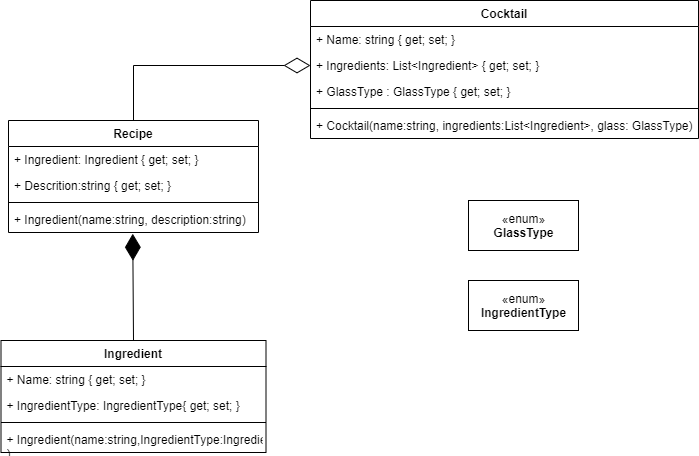 Cocktail
+ Name: string { get; set; }
+ Ingredients: List<Ingredient> { get; set; }
+ GlassType : GlassType { get; set; }
+ Cocktail(name:string, ingredients:List<Ingredient>, glass: GlassType)
Recipe
+ Ingredient: Ingredient { get; set; }
+ Descrition:string { get; set; }
+ Ingredient(name:string, description:string)
«enum»
GlassType
«enum»
IngredientType
Ingredient
+ Name: string { get; set; }
+ IngredientType: IngredientType{ get; set; }
+ Ingredient(name:string,IngredientType:Ingredie
)